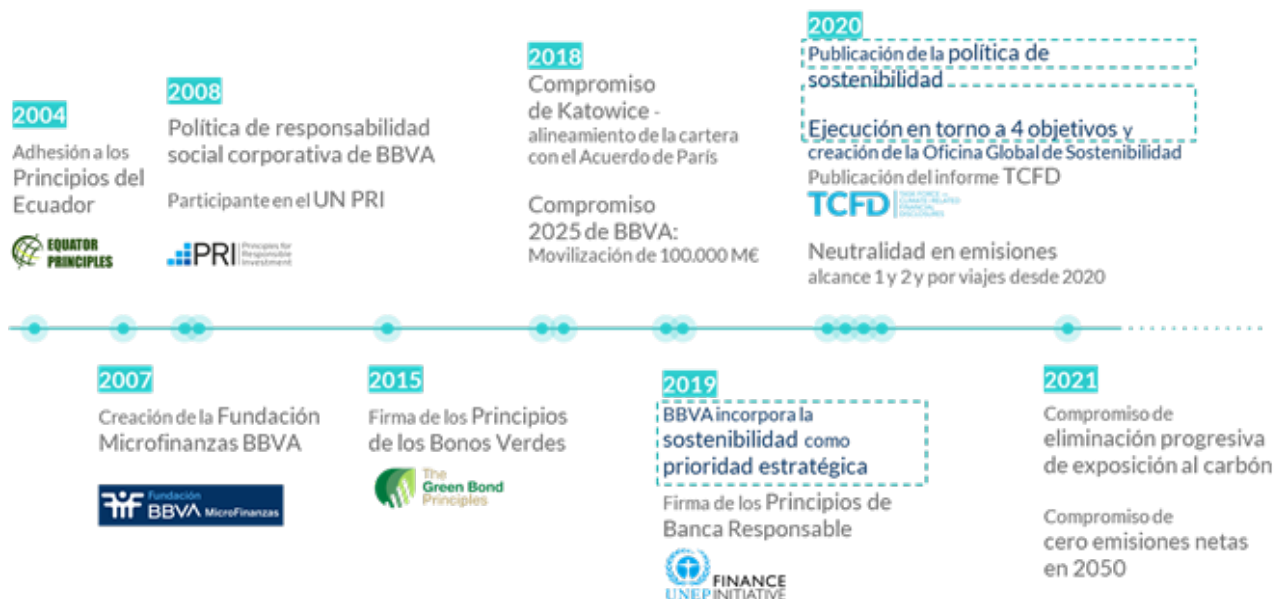 2004
Adhesión a los
Principios del
Ecuador
EQUATOR
PRINCIPLES
2008
Política de responsabilidad
social corporativa de BBVA
Participante en el UN PRI
PRI
Principles for
Responsible
Investment
2018
Compromiso
de Katowice -
alineamiento de la cartera
con el Acuerdo de París
Compromiso
2025 de BBVA:
Movilización de 100.000 M€
2020
Publicación de la política de
sostenibilidad
Ejecución en torno a 4 objetivos y
creación de la Oficina Global de Sostenibilidad
Publicación del informe TCFD
TCFD
TASK FORCE ON
CLIMATE-RELATED
FINANCIAL
DISCLOSURES
Neutralidad en emisiones
alcance 1 y 2 y por viajes desde 2020
2007
Creación de la Fundación
Microfinanzas BBVA
Fundación
BBVA MicroFinanzas
2015
Firma de los Principios
de los Bonos Verdes
The
Green Bond
Principles
2019
BBVA incorpora la
sostenibilidad como
prioridad estratégica
Firma de los Principios de
Banca Responsable
UNEP FINANCE
INITIATIVE
2021
Compromiso de
eliminación progresiva
de exposición al carbón
Compromiso de
cero emisiones netas
en 2050